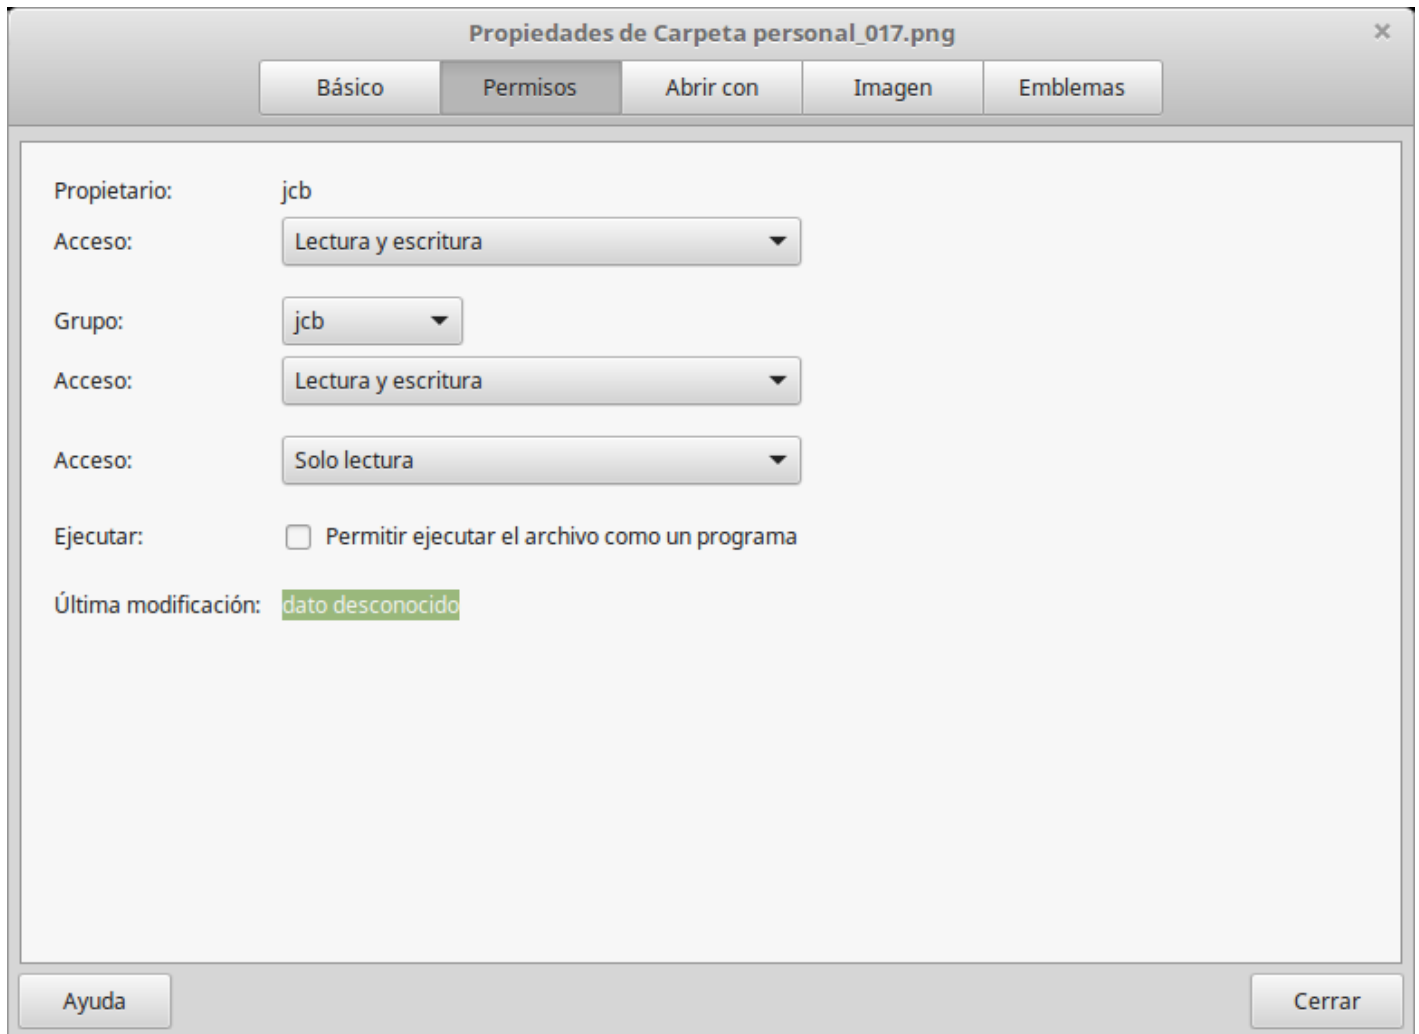 Propiedades de Carpeta personal_017.png
Básico Permisos Abrir con Imagen Emblemas
Propietario: jcb
Acceso: Lectura y escritura
Grupo: jcb
Acceso: Lectura y escritura
Acceso: Solo lectura
Ejecutar: Permitir ejecutar el archivo como un programa
Última modificación: dato desconocido
Ayuda Cerrar